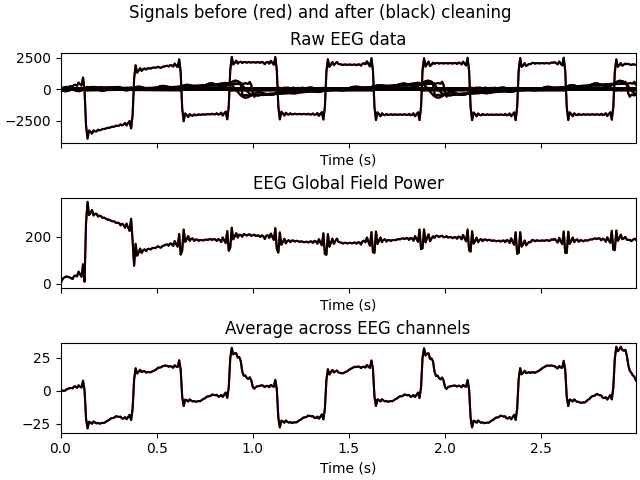 Signals before (red) and after (black) cleaning
Raw EEG data
2500
0
−2500
Time (s)
EEG Global Field Power
200
0
Time (s)
Average across EEG channels
25
0
−25
0.0 0.5 1.0 1.5 2.0 2.5
Time (s)